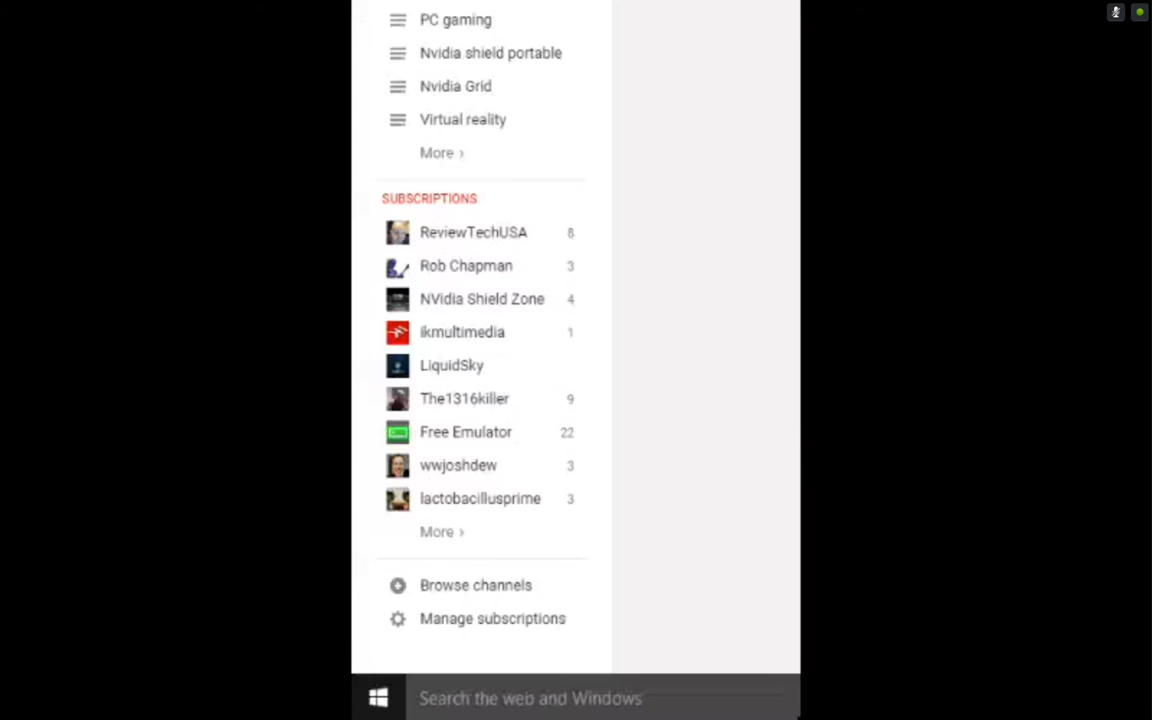 PC gaming
Nvidia shield portable
Nvidia Grid
Virtual reality
More ›
SUBSCRIPTIONS
ReviewTechUSA 8
Rob Chapman 3
NVidia Shield Zone 4
ikmultimedia 1
LiquidSky
The1316killer 9
Free Emulator 22
wwjoshdew 3
lactobacillusprime 3
More ›
Browse channels
Manage subscriptions
Search the web and Windows